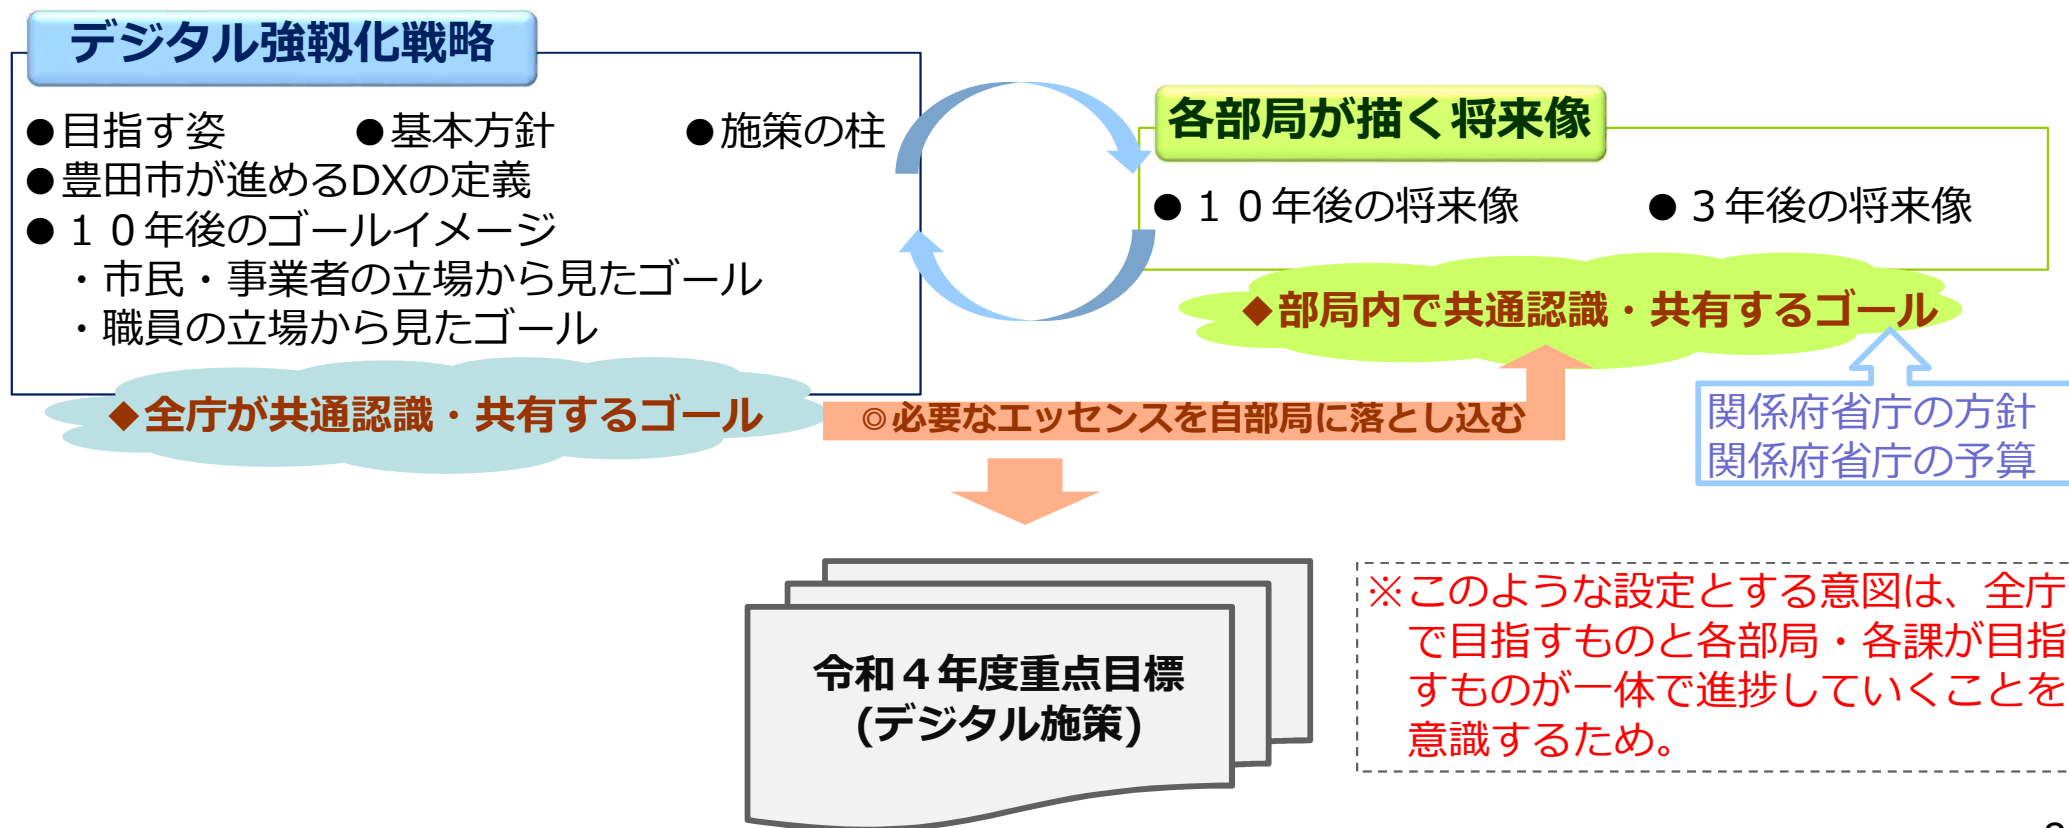 デジタル強靱化戦略
●目指す姿 ●基本方針 ●施策の柱
●豊田市が進めるDXの定義
●１０年後のゴールイメージ
・市民・事業者の立場から見たゴール
・職員の立場から見たゴール
◆全庁が共通認識・共有するゴール
各部局が描く将来像
●１０年後の将来像 ●３年後の将来像
◆部局内で共通認識・共有するゴール
◎必要なエッセンスを自部局に落とし込む
関係府省庁の方針
関係府省庁の予算
令和４年度重点目標
(デジタル施策)
※このような設定とする意図は、全庁
で目指すものと各部局・各課が目指
すものが一体で進捗していくことを
意識するため。